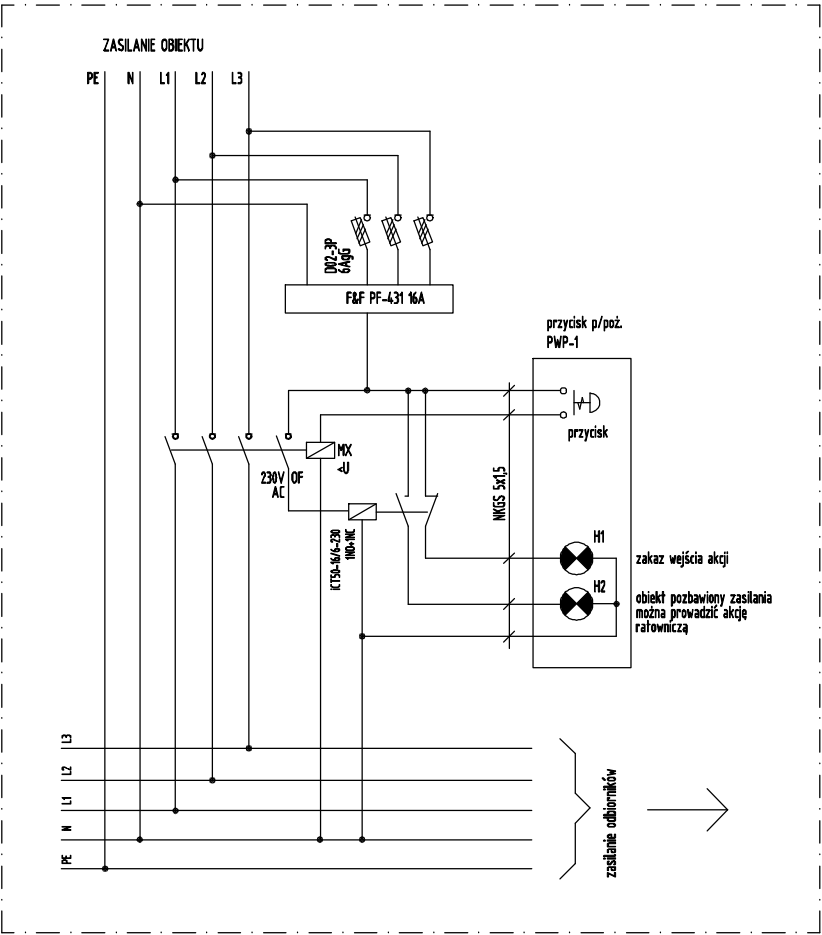 ZASILANIE OBIEKTU
PE N L1 L2 L3
D02-3P
6AgG
F&F PF-431 16A
przycisk p/poż.
PWP-1
przycisk
MX
<U
230V OF
AC
NKGS 5x1,5
iCT50-16/6-230
1NO+1NC
H1
zakaz wejścia akcji
H2
obiekt pozbawiony zasilania
można prowadzić akcję
ratowniczą
L3
L2
L1
N
PE
zasilanie odbiorników